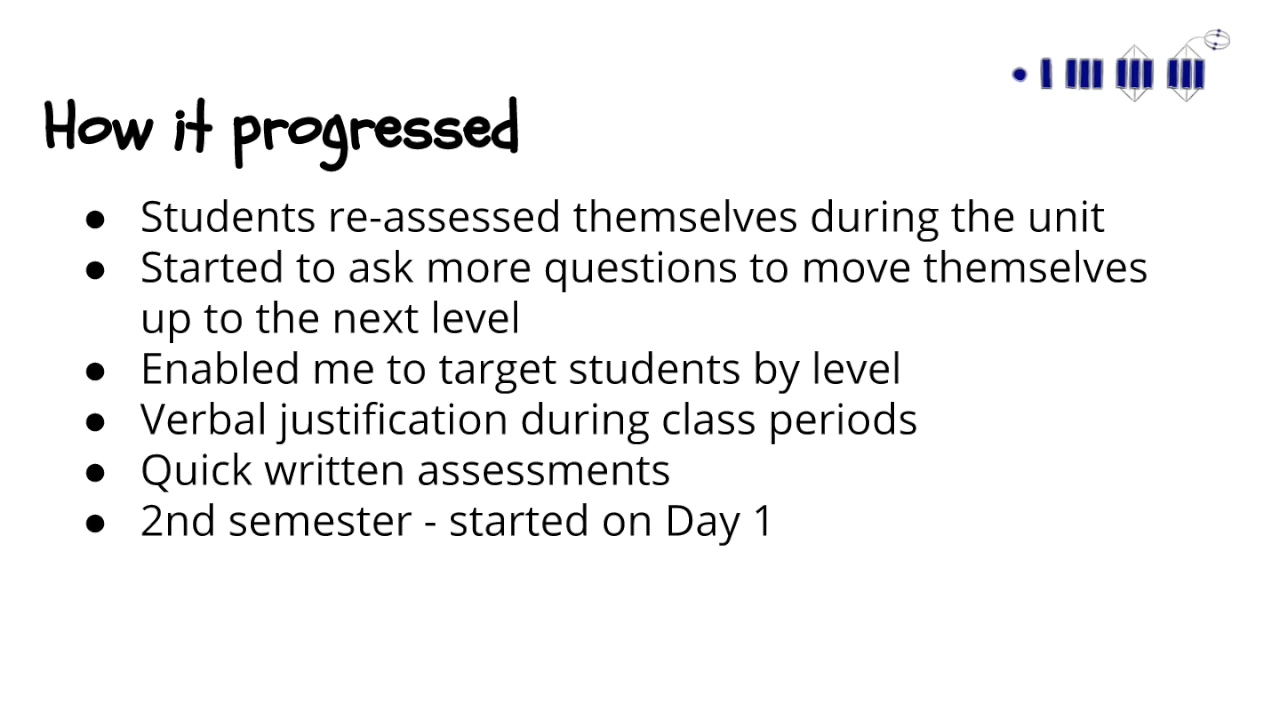 How it progressed
● Students re-assessed themselves during the unit
● Started to ask more questions to move themselves
up to the next level
● Enabled me to target students by level
● Verbal justification during class periods
● Quick written assessments
● 2nd semester - started on Day 1